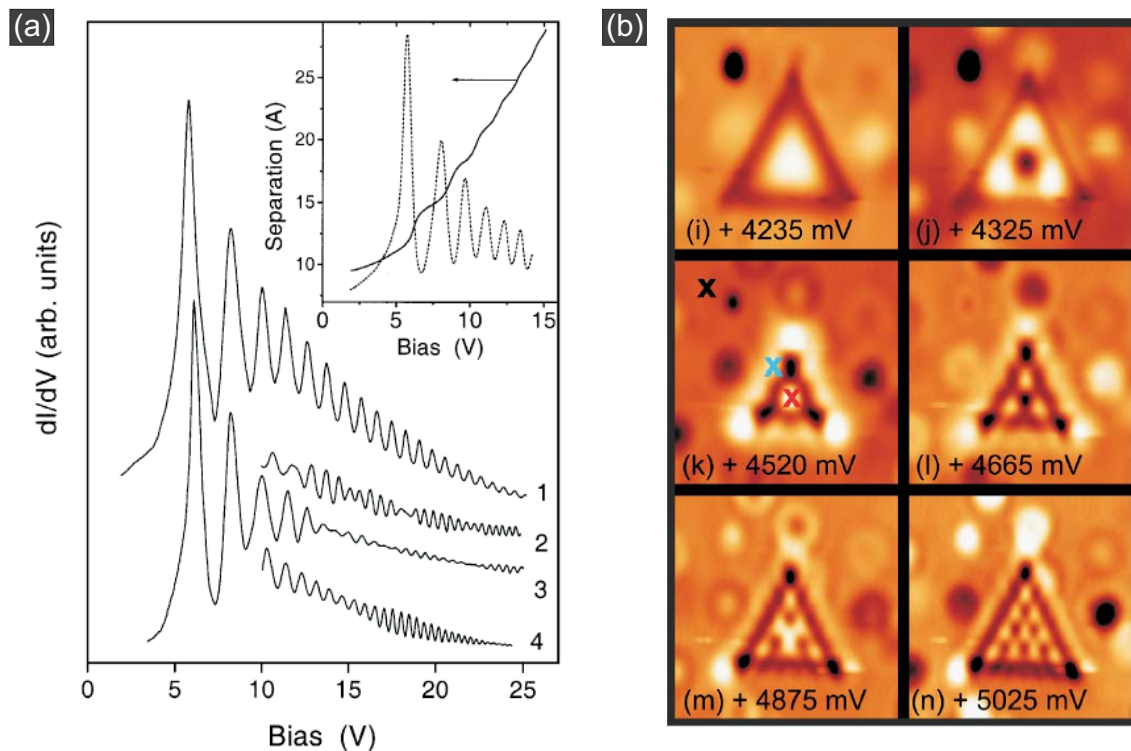 (a)
dI/dV (arb. units)
25
20
15
10
Separation (A)
0 5 10 15
Bias (V)
1
2
3
4
0 5 10 15 20 25
Bias (V)
(b)
(i) + 4235 mV
(j) + 4325 mV
X
X
X
(k) + 4520 mV
(l) + 4665 mV
(m) + 4875 mV
(n) + 5025 mV